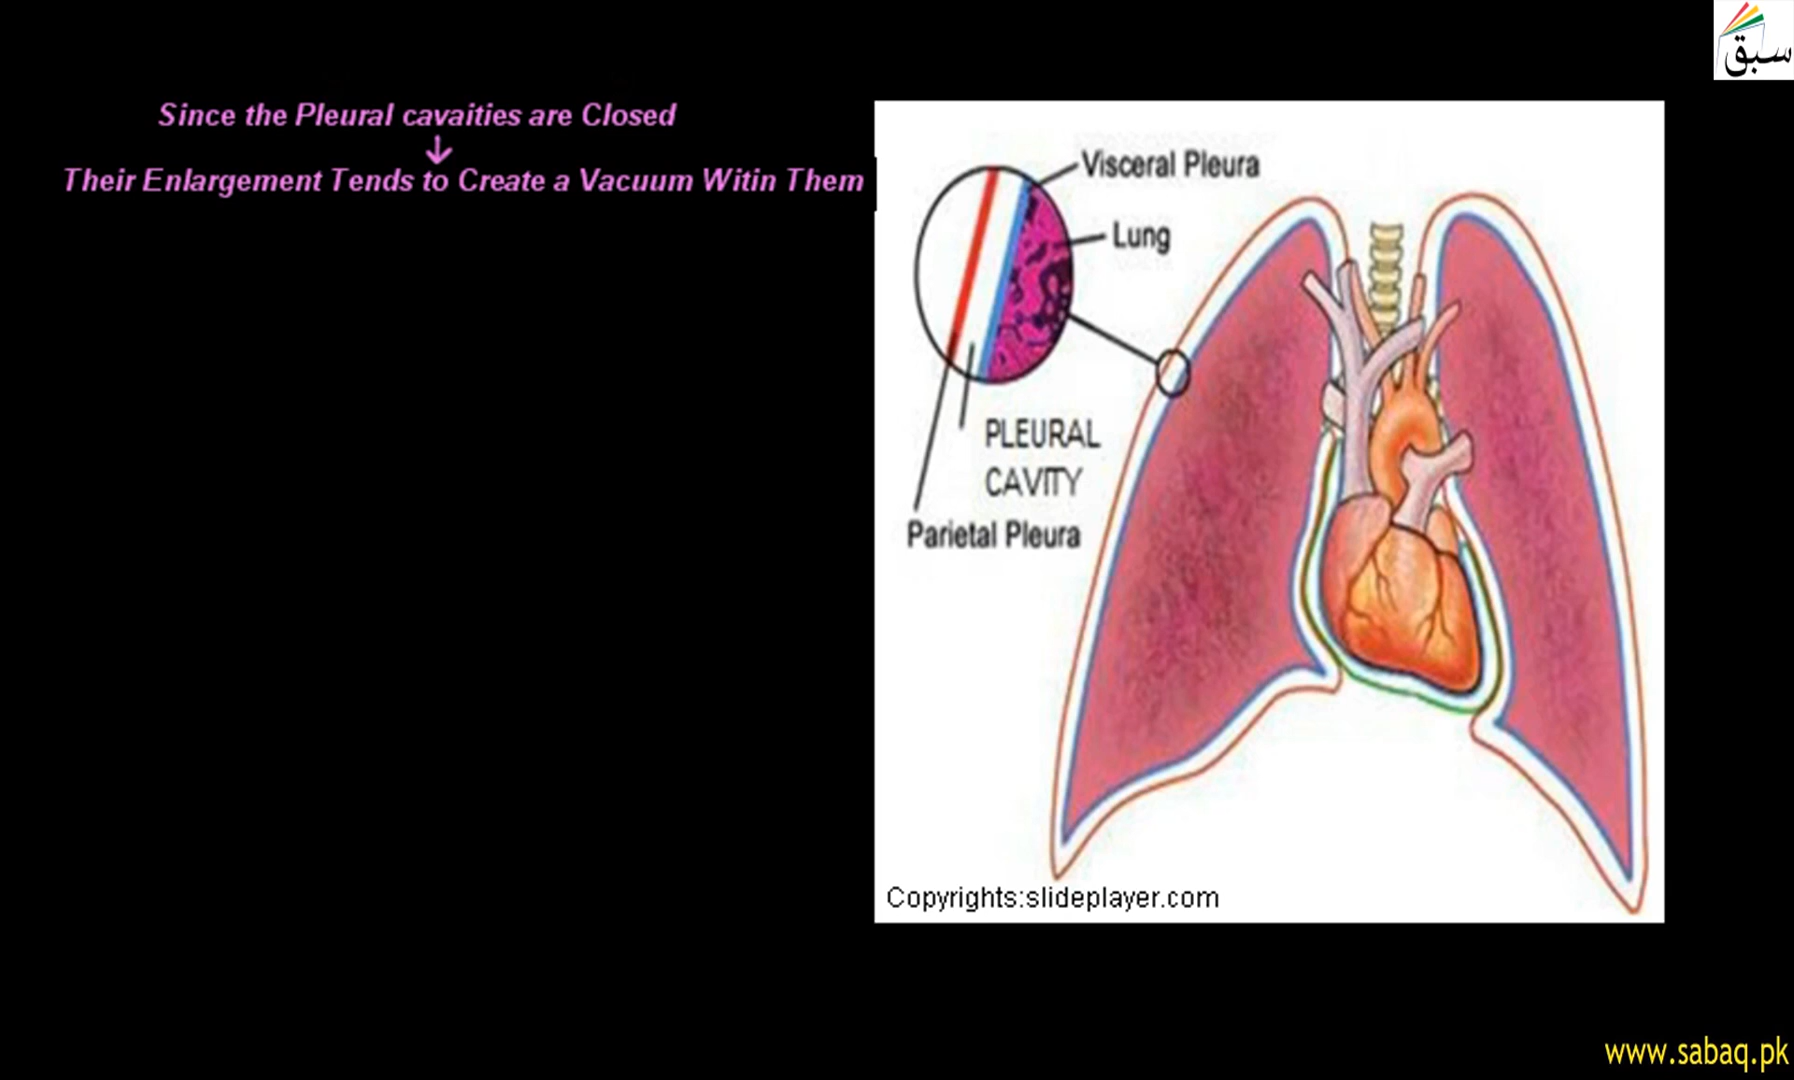 سبق
Since the Pleural cavaities are Closed
Their Enlargement Tends to Create a Vacuum Witin Them
Visceral Pleura
Lung
PLEURAL
CAVITY
Parietal Pleura
Copyrights:slideplayer.com
www.sabaq.pk